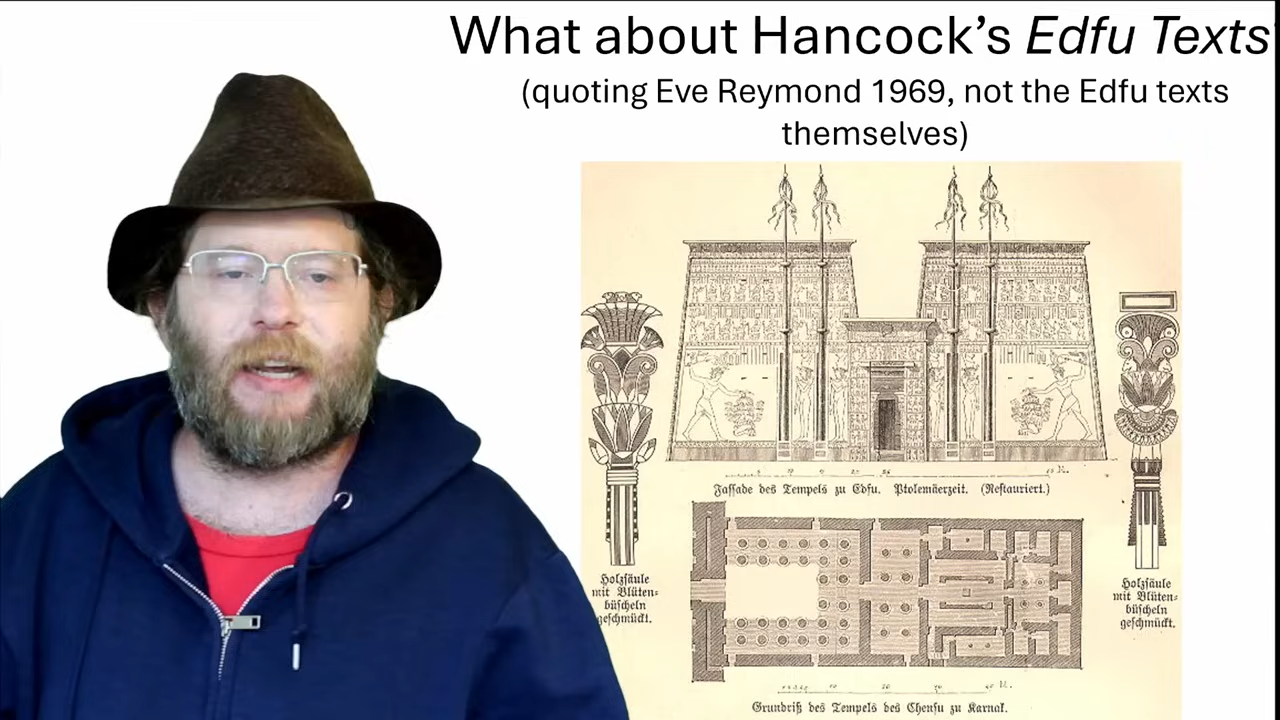 What about Hancock’s Edfu Texts
(quoting Eve Reymond 1969, not the Edfu texts
themselves)
Faſſade des Tempels zu Edfu. Ptolemäerzeit. (Reſtauriert.)
Holzſäule
mit Blüten-
büſcheln
geſchmückt.
Holzſäule
mit Blüten-
büſcheln
geſchmückt.
Grundriß des Tempels des Chenſu zu Karnak.